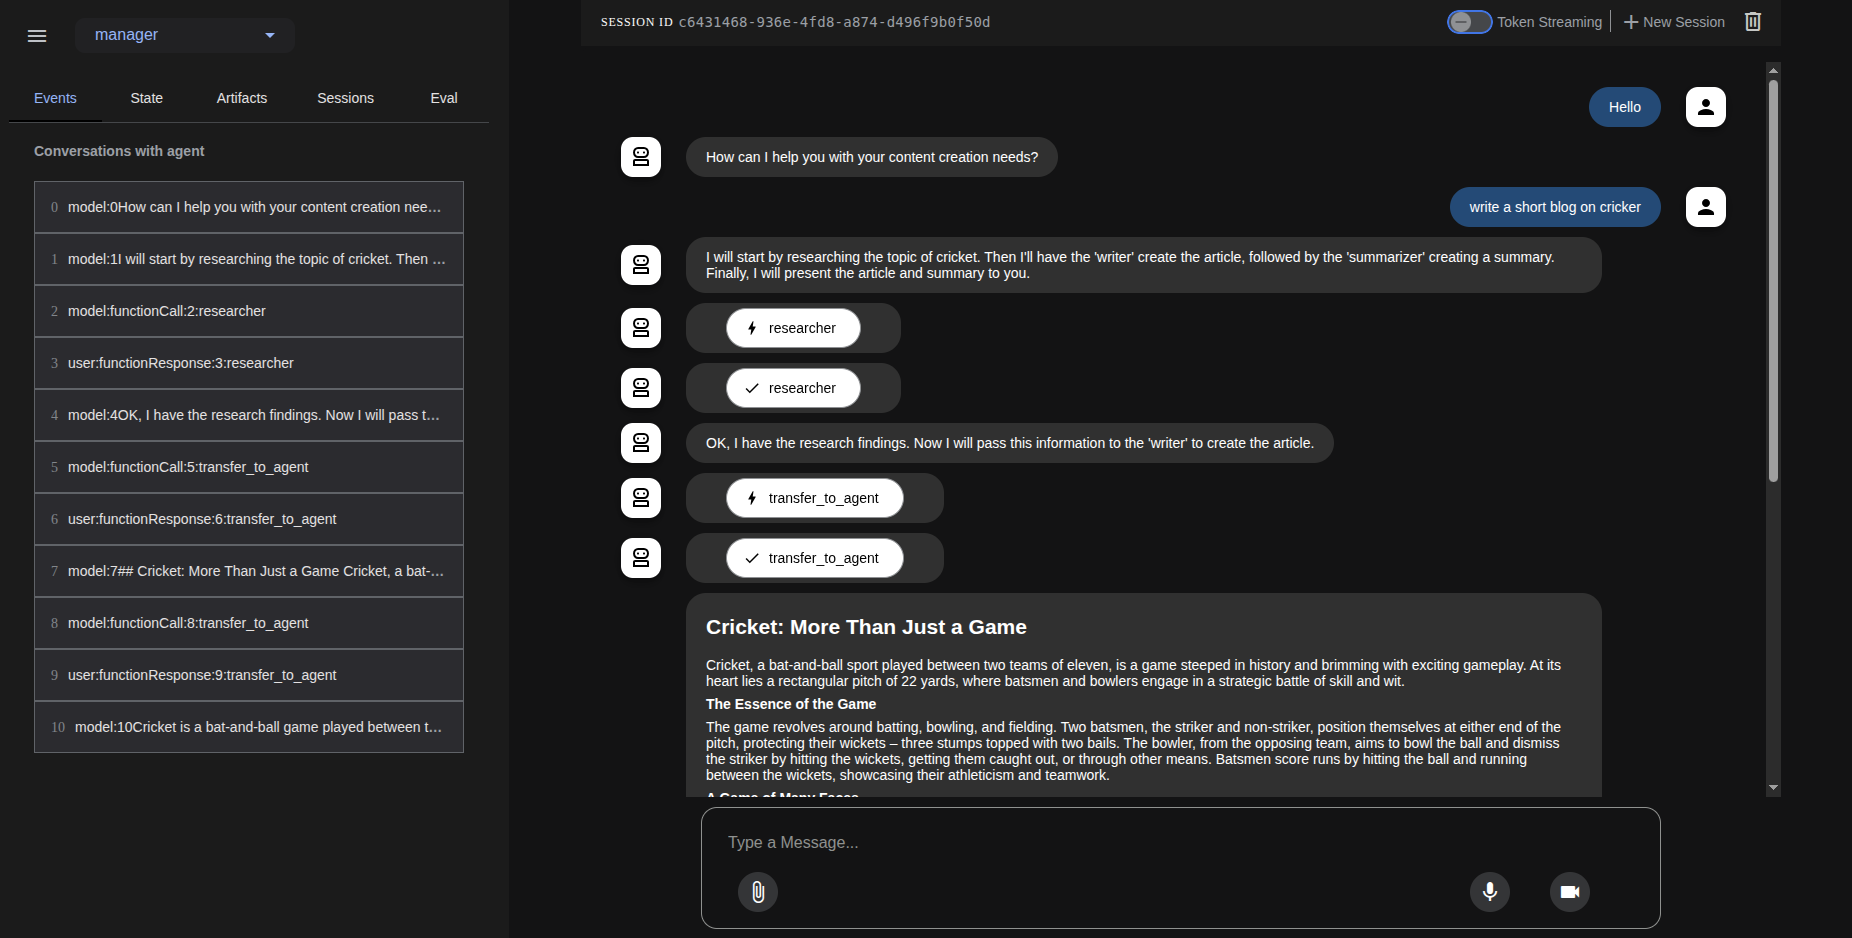 manager
SESSION ID c6431468-936e-4fd8-a874-d496f9b0f50d
Token Streaming
New Session
Events
State
Artifacts
Sessions
Eval
Conversations with agent
0 model:0How can I help you with your content creation nee...
1 model:1I will start by researching the topic of cricket. Then ...
2 model:functionCall:2:researcher
3 user:functionResponse:3:researcher
4 model:4OK, I have the research findings. Now I will pass t...
5 model:functionCall:5:transfer_to_agent
6 user:functionResponse:6:transfer_to_agent
7 model:7## Cricket: More Than Just a Game Cricket, a bat-...
8 model:functionCall:8:transfer_to_agent
9 user:functionResponse:9:transfer_to_agent
10 model:10Cricket is a bat-and-ball game played between t...
Hello
How can I help you with your content creation needs?
write a short blog on cricker
I will start by researching the topic of cricket. Then I'll have the 'writer' create the article, followed by the 'summarizer' creating a summary.
Finally, I will present the article and summary to you.
researcher
researcher
OK, I have the research findings. Now I will pass this information to the 'writer' to create the article.
transfer_to_agent
transfer_to_agent
Cricket: More Than Just a Game
Cricket, a bat-and-ball sport played between two teams of eleven, is a game steeped in history and brimming with exciting gameplay. At its
heart lies a rectangular pitch of 22 yards, where batsmen and bowlers engage in a strategic battle of skill and wit.
The Essence of the Game
The game revolves around batting, bowling, and fielding. Two batsmen, the striker and non-striker, position themselves at either end of the
pitch, protecting their wickets – three stumps topped with two bails. The bowler, from the opposing team, aims to bowl the ball and dismiss
the striker by hitting the wickets, getting them caught out, or through other means. Batsmen score runs by hitting the ball and running
between the wickets, showcasing their athleticism and teamwork.
A Game of Many Faces
Type a Message...